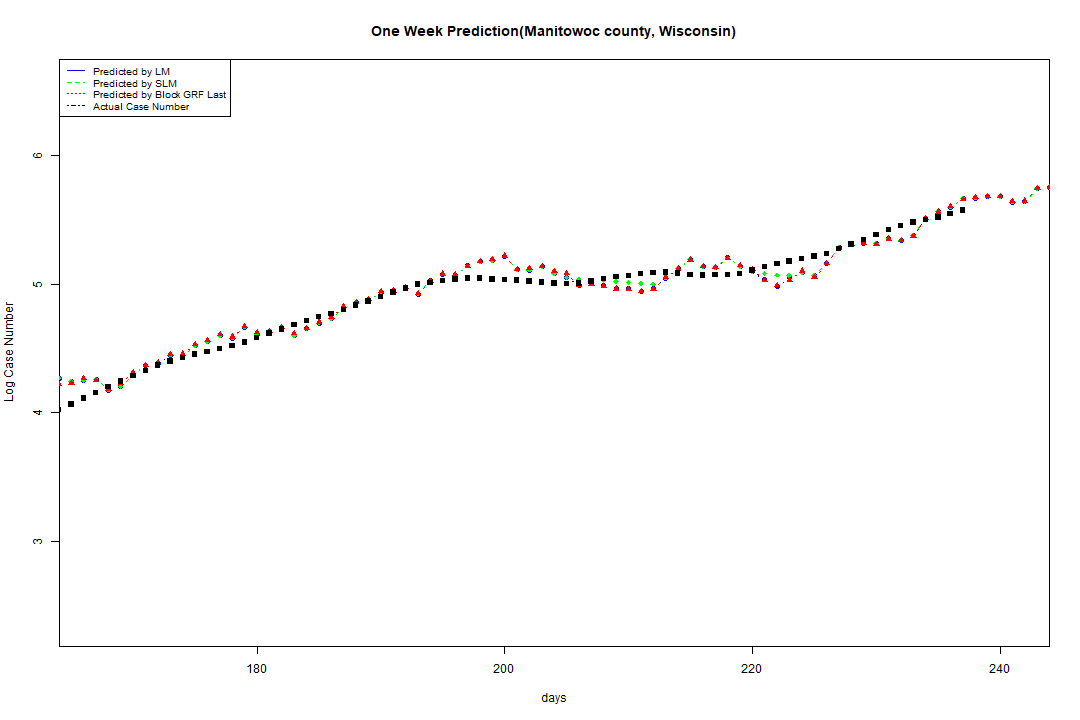 One Week Prediction(Manitowoc county, Wisconsin)
Predicted by LM
Predicted by SLM
Predicted by Block GRF Last
Actual Case Number
6
5
4
3
Log Case Number
180
200
220
240
days